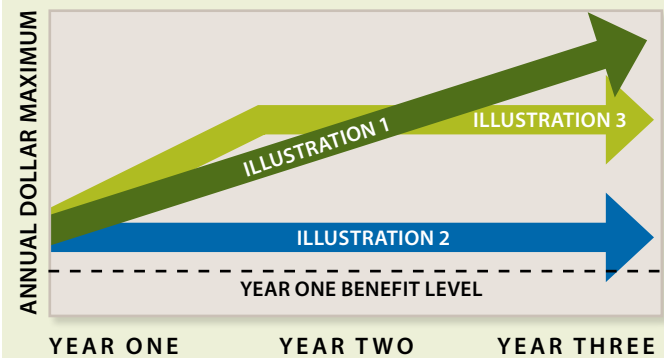 ANNUAL DOLLAR MAXIMUM
ILLUSTRATION 1
ILLUSTRATION 3
ILLUSTRATION 2
YEAR ONE BENEFIT LEVEL
YEAR ONE YEAR TWO YEAR THREE